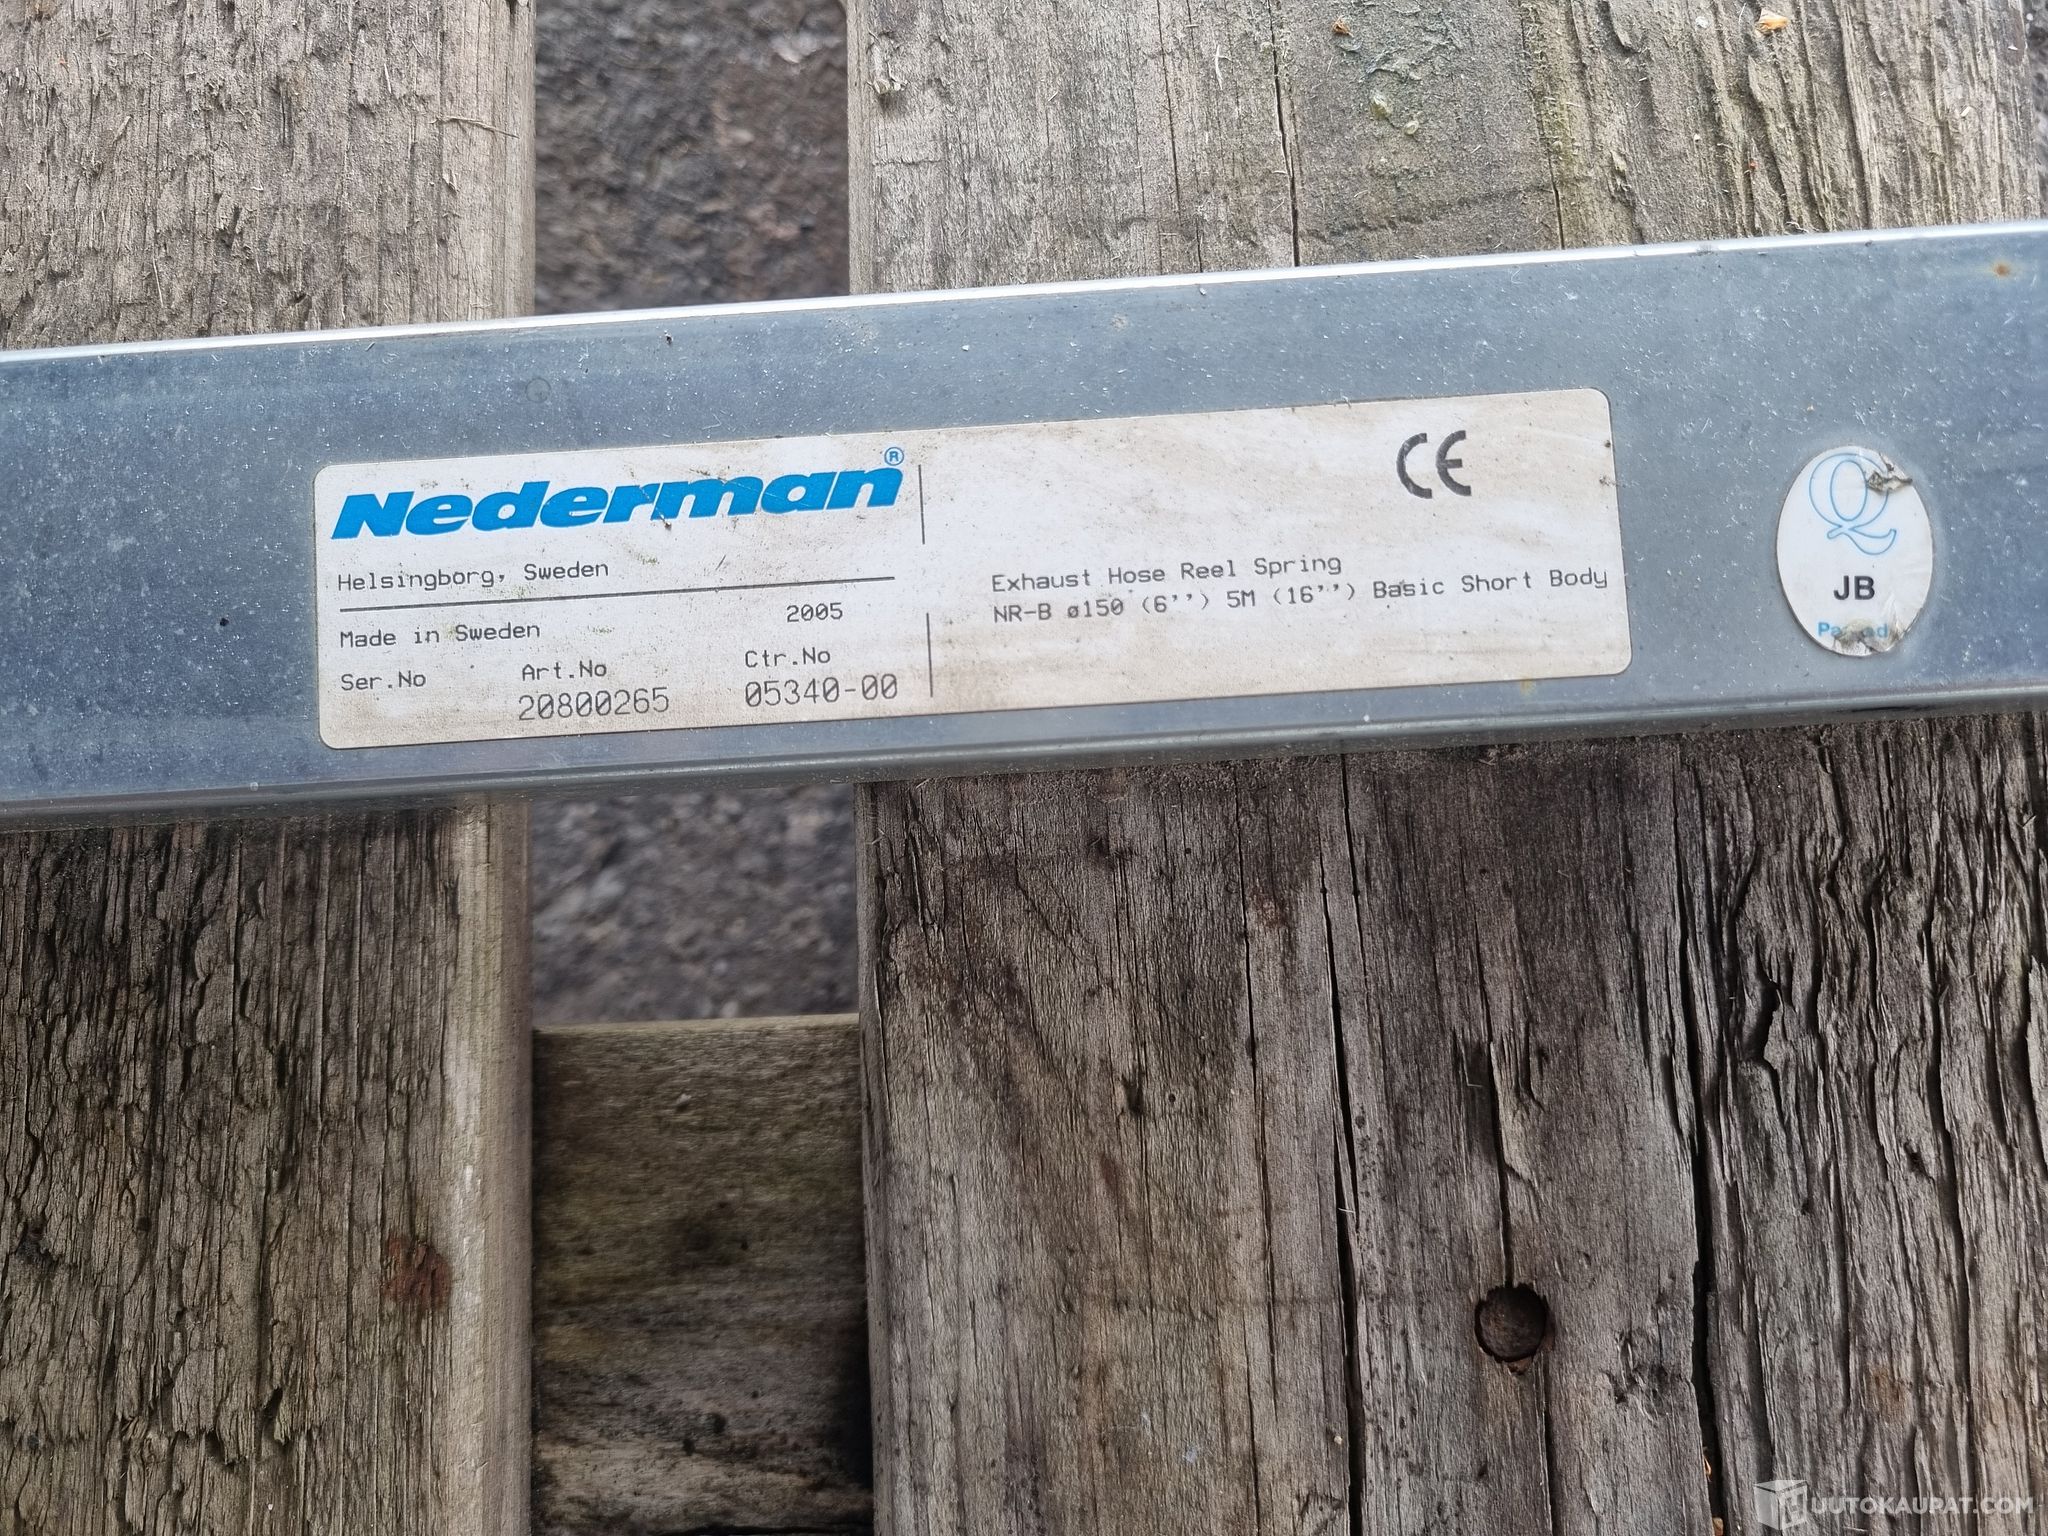 Nederman®
Helsingborg, Sweden
Made in Sweden 2005
Ser.No Art.No Ctr.No
20800265 05340-00
CE
Exhaust Hose Reel Spring
NR-B ø150 (6'') 5M (16'') Basic Short Body
Q
JB
UUTOKAURAT.COM